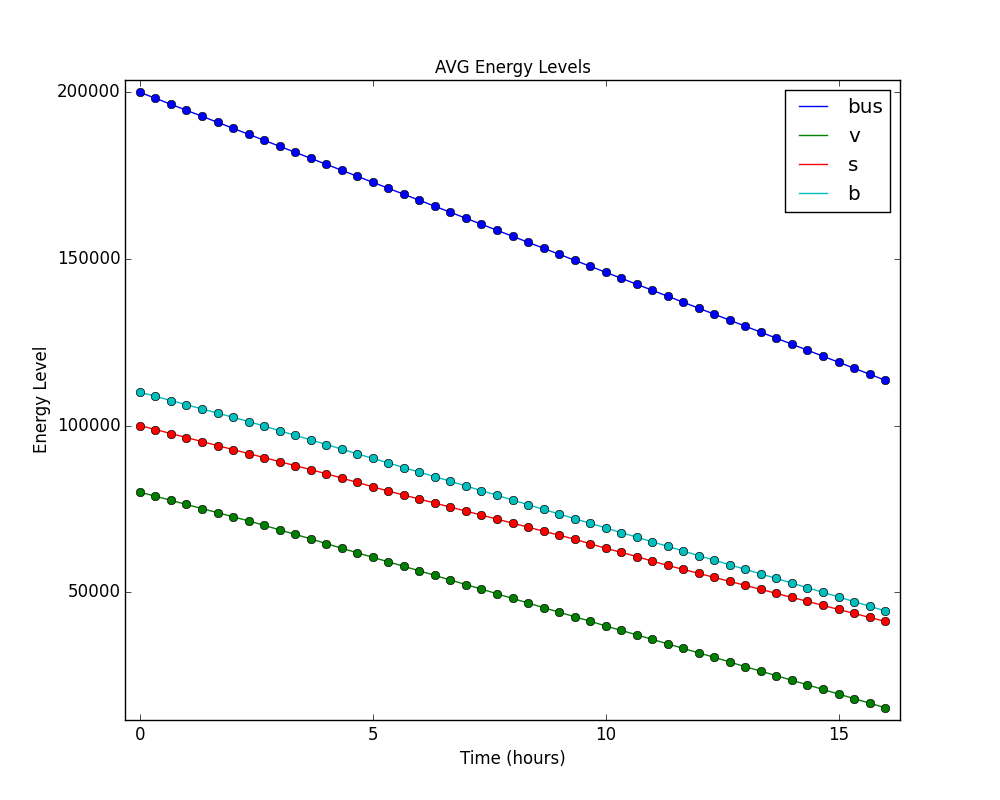 AVG Energy Levels
200000
150000
100000
50000
Energy Level
bus
v
s
b
0
5
10
15
Time (hours)